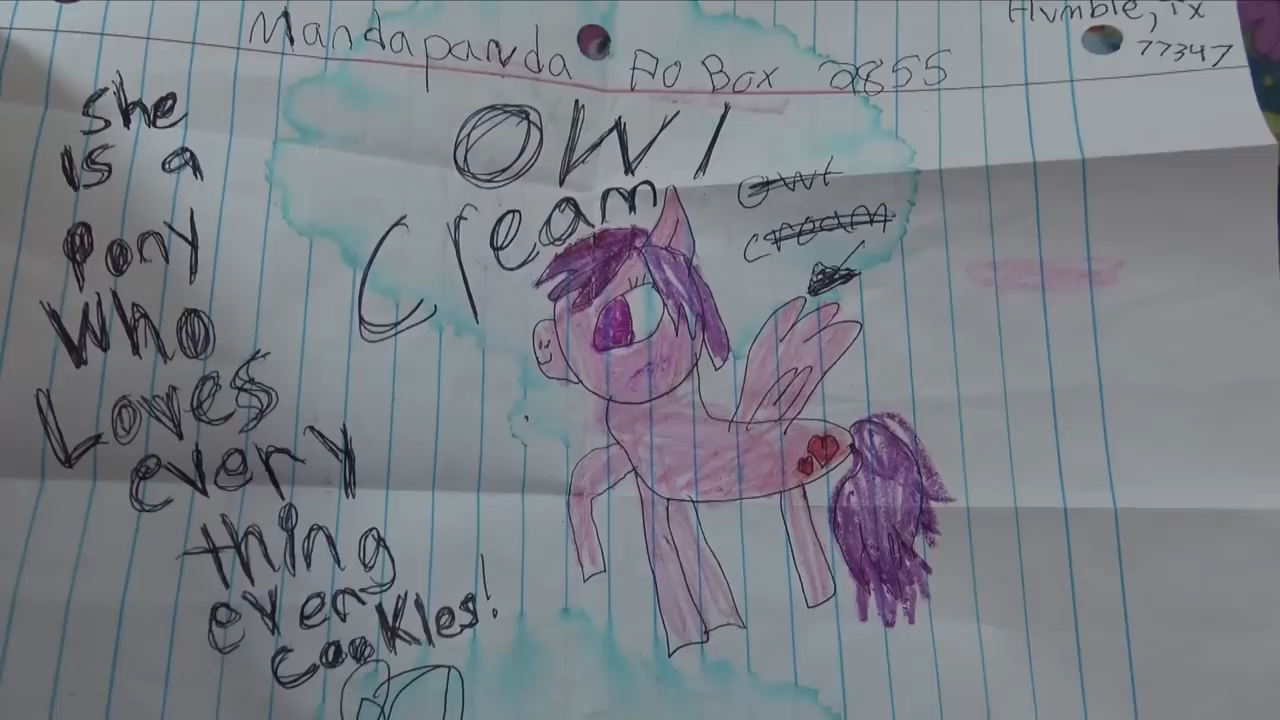 Mandapanda PO Box 2855
Humble, Tx
77347
OWl
Cream
owl
cream
she
is a
Pony
Who
Loves
every
thing
even
cookies!